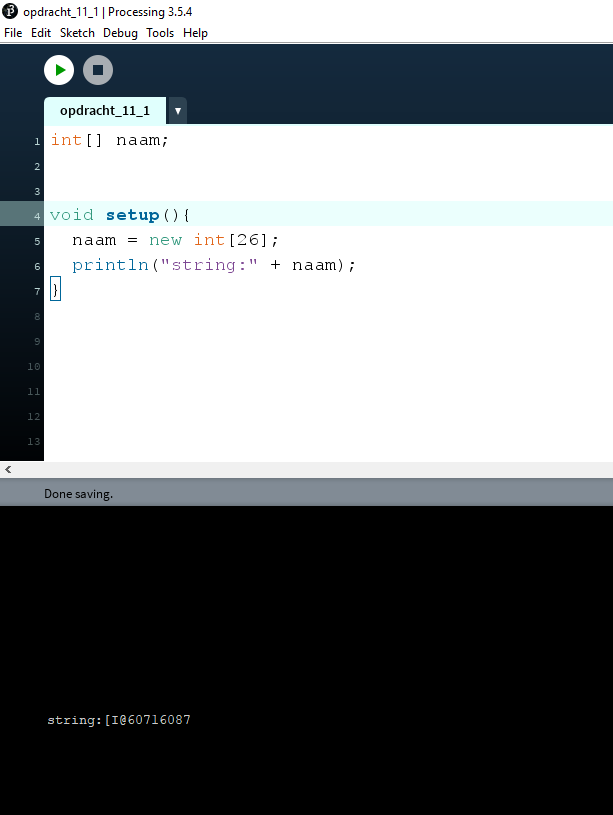 opdracht_11_1 | Processing 3.5.4
File Edit Sketch Debug Tools Help
opdracht_11_1 ▼
1 int[] naam;
2
3
4 void setup(){
5   naam = new int[26];
6   println("string:" + naam);
7 }
8
9
10
11
12
13
<
Done saving.
string:[I@60716087